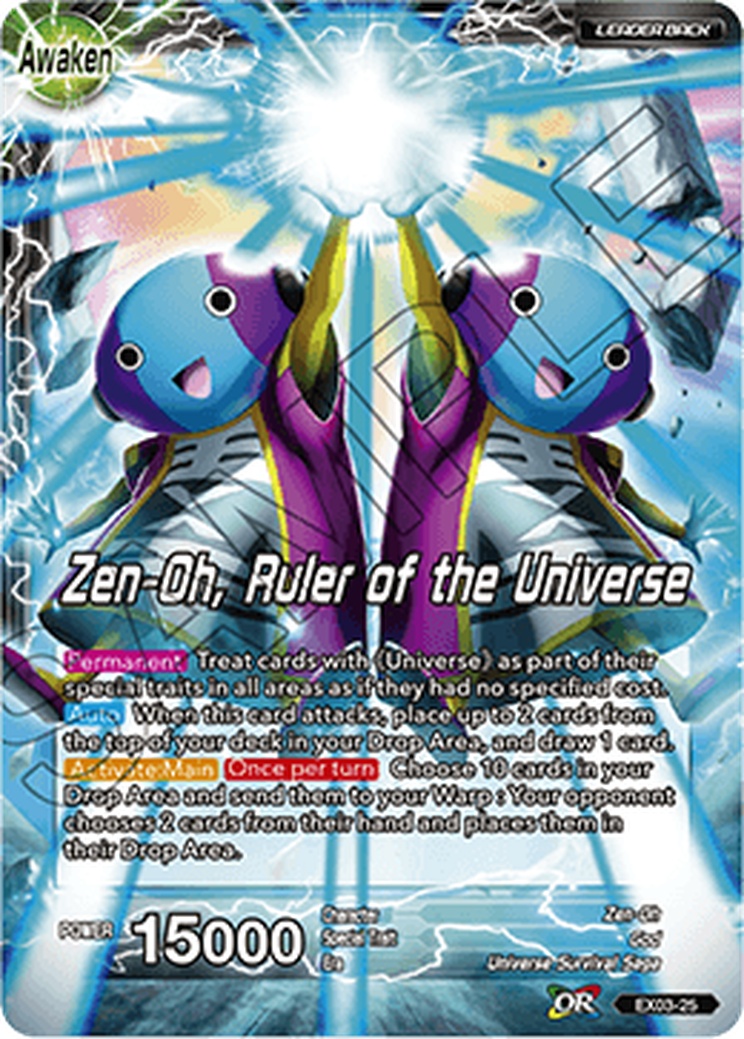 Awaken
LEADER BACK
SAMPLE
Zen-Oh, Ruler of the Universe
Permanent Treat cards with 《Universe》 as part of their
special traits in all areas as if they had no specified cost.
Auto When this card attacks, place up to 2 cards from
the top of your deck in your Drop Area, and draw 1 card.
Activate:Main Once per turn Choose 10 cards in your
Drop Area and send them to your Warp : Your opponent
chooses 2 cards from their hand and places them in
their Drop Area.
POWER 15000
Character Zen-Oh
Special Trait God
Era Universe Survival Saga
OR EX03-25